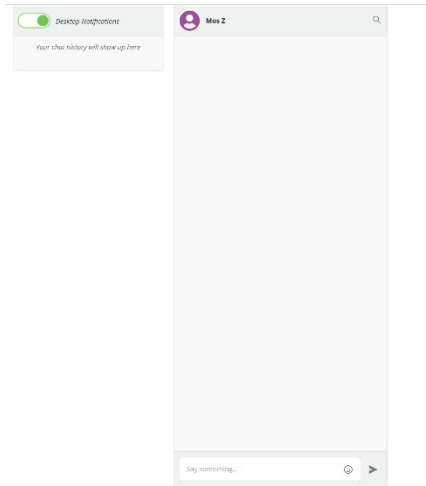 Desktop Notifications
Your chat history will show up here
Mos Z
Say something...